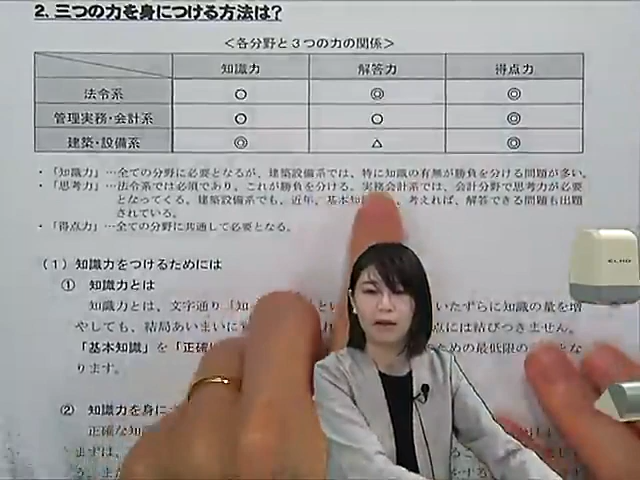 2. 三つの力を身につける方法は？
＜各分野と３つの力の関係＞
知識力 解答力 得点力
法令系 ○ ◎ ◎
管理実務・会計系 ○ ○ ◎
建築・設備系 ◎ △ ◎
・「知識力」…全ての分野に必要となるが、建築設備系では、特に知識の有無が勝負を分ける問題が多い。
・「思考力」…法令系では必須であり、これが勝負を分ける。実務会計系では、会計分野で思考力が必要
となってくる。建築設備系でも、近年、基本知 、考えれば、解答できる問題も出題
されている。
・「得点力」…全ての分野に共通して必要となる。
（１）知識力をつけるためには
① 知識力とは
知識力とは、文字通り「知 いたずらに知識の量を増
やしても、結局あいまいに 点には結びつきません。
「基本知識」を「正確に ための最低限の とな
ります。
② 知識力を身に
正確な知
まずは、
ELMO